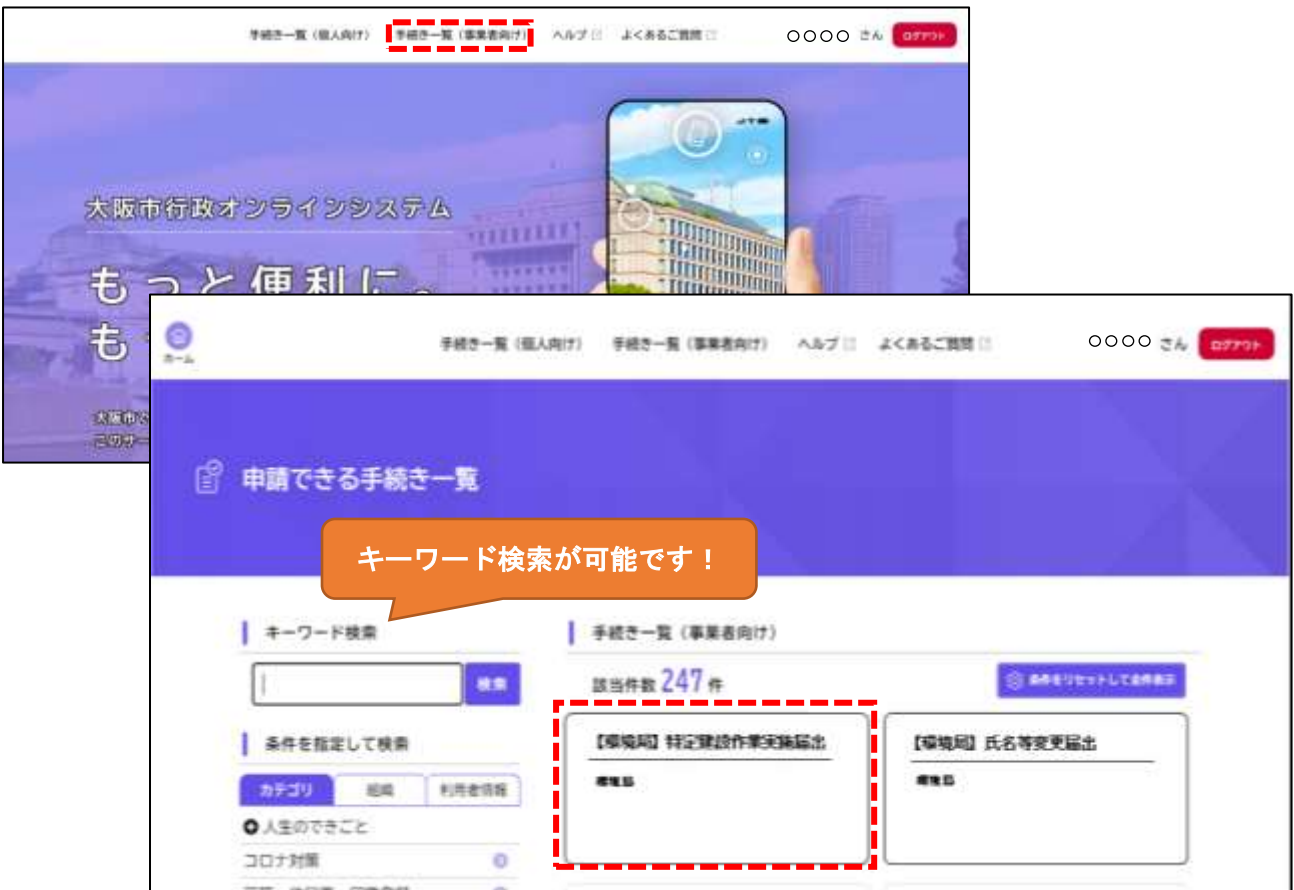 手続き一覧（個人向け） 手続き一覧（事業者向け） ヘルプ よくあるご質問 〇〇〇〇 さん ログアウト
大阪市行政オンラインシステム
もっと便利に。
も
大阪市
このサー
ホーム 手続き一覧（個人向け） 手続き一覧（事業者向け） ヘルプ よくあるご質問 〇〇〇〇 さん ログアウト
申請できる手続き一覧
キーワード検索が可能です！
キーワード検索
検索
条件を指定して検索
カテゴリ 組織 利用者情報
人生のできごと
コロナ対策
手続き一覧（事業者向け）
該当件数 247 件
条件をリセットして全件表示
【環境局】特定建設作業実施届出
環境局
【環境局】氏名等変更届出
環境局